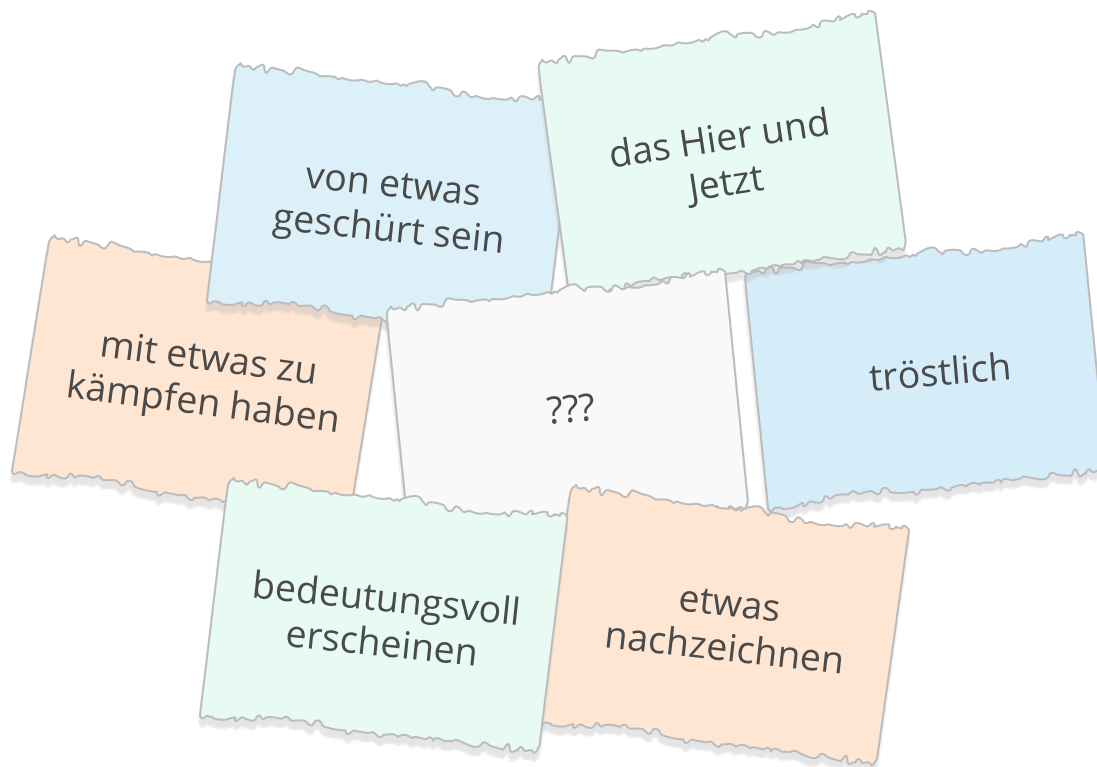 das Hier und
Jetzt
von etwas
geschürt sein
mit etwas zu
kämpfen haben
???
tröstlich
bedeutungsvoll
erscheinen
etwas
nachzeichnen